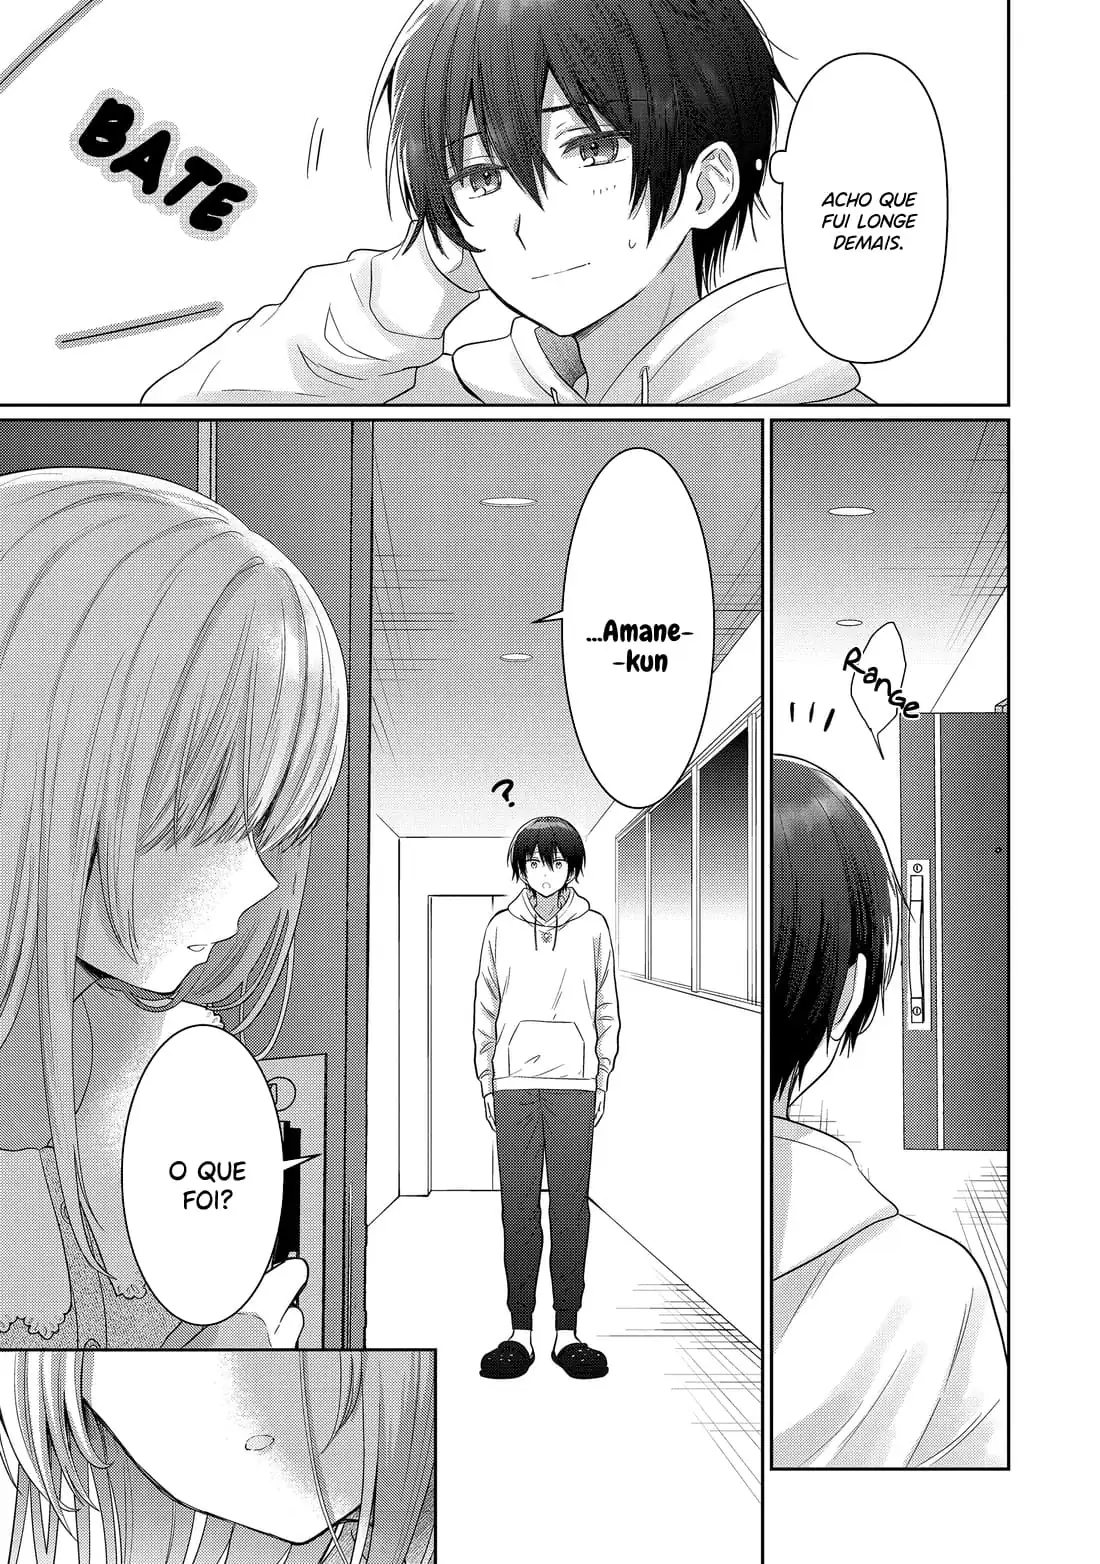 BATE
ACHO QUE
FUI LONGE
DEMAIS.
Range
...Amane-
-kun
?
O QUE
FOI?